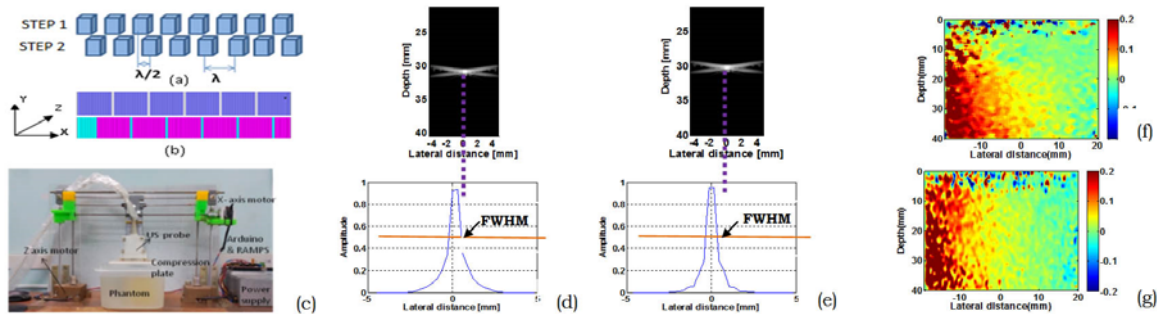 STEP 1
STEP 2
λ/2
λ
(a)
Y
Z
X
(b)
X-axis motor
US probe
Z axis motor
Arduino
& RAMPS
Compression
plate
Phantom
Power
supply
(c)
Depth [mm]
25
30
35
40
-4 -2 0 2 4
Lateral distance [mm]
Amplitude
0.8
0.6
0.4
0.2
0
-5 0 5
Lateral distance [mm]
FWHM
(d)
Depth [mm]
25
30
35
40
-4 -2 0 2 4
Lateral distance [mm]
Amplitude
0.8
0.6
0.4
0.2
0
-5 0 5
Lateral distance [mm]
FWHM
(e)
Depth(mm)
0
10
20
30
40
-10 0 10 20
Lateral distance(mm)
0.2
0.1
0
-0.2
(f)
Depth(mm)
0
10
20
30
40
-10 0 10 20
Lateral distance(mm)
0.2
0.1
0
-0.1
-0.2
(g)